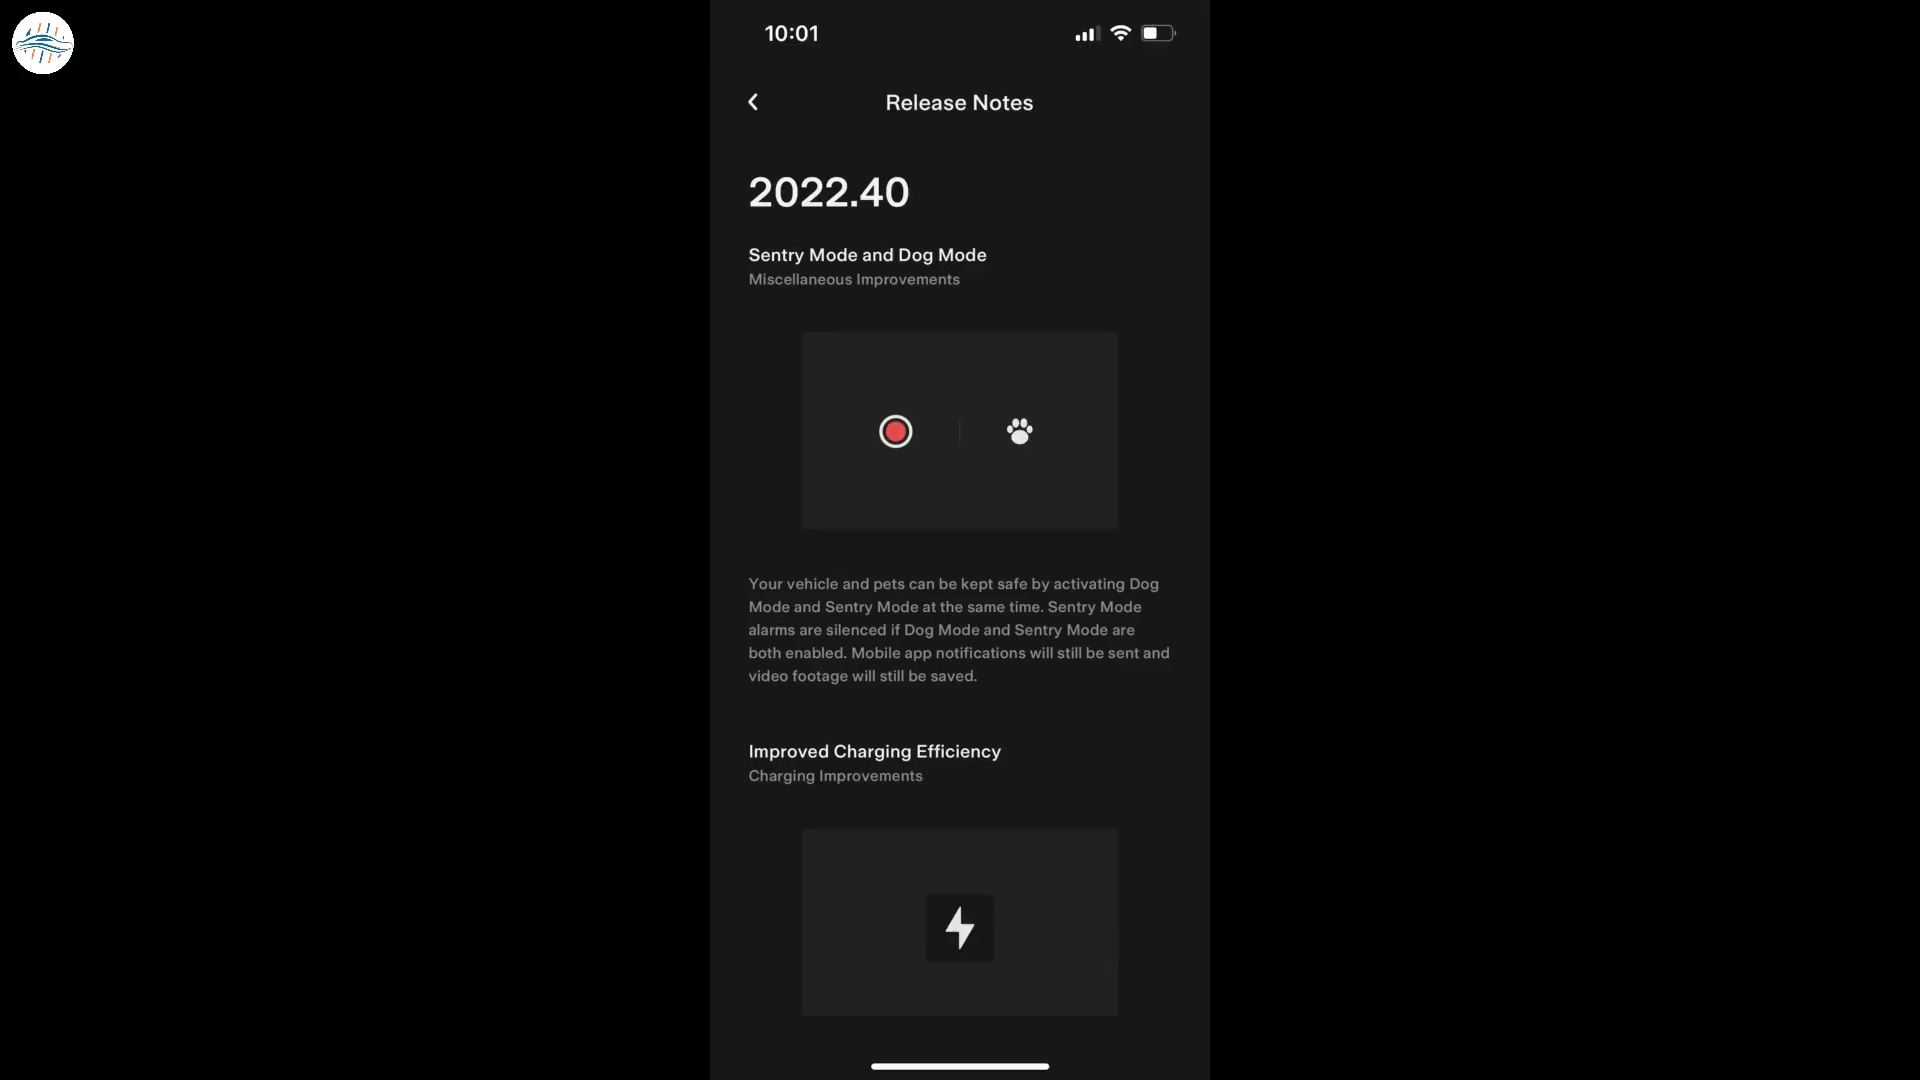 10:01
Release Notes
2022.40
Sentry Mode and Dog Mode
Miscellaneous Improvements
Your vehicle and pets can be kept safe by activating Dog
Mode and Sentry Mode at the same time. Sentry Mode
alarms are silenced if Dog Mode and Sentry Mode are
both enabled. Mobile app notifications will still be sent and
video footage will still be saved.
Improved Charging Efficiency
Charging Improvements